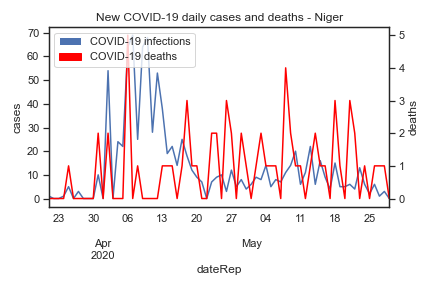 New COVID-19 daily cases and deaths - Niger
COVID-19 infections
COVID-19 deaths
cases
70
60
50
40
30
20
10
0
deaths
5
4
3
2
1
0
23 30 06 13 20 27 04 11 18 25
Apr May
2020
dateRep